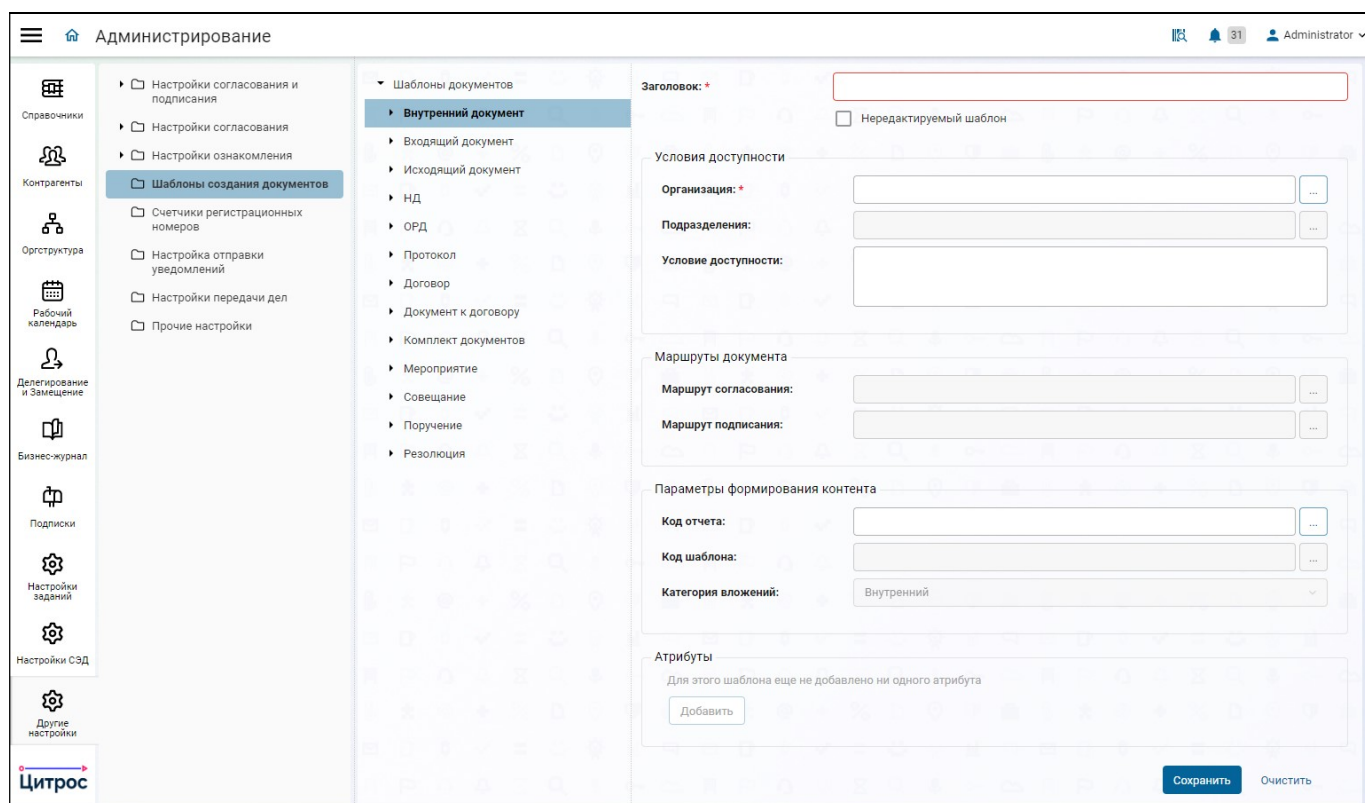 Администрирование
31
Administrator
Справочники
Контрагенты
Оргструктура
Рабочий
календарь
Делегирование
и Замещение
Бизнес-журнал
Подписки
Настройки
заданий
Настройки СЭД
Другие
настройки
Цитрос
Настройки согласования и
подписания
Настройки согласования
Настройки ознакомления
Шаблоны создания документов
Счетчики регистрационных
номеров
Настройка отправки
уведомлений
Настройки передачи дел
Прочие настройки
Шаблоны документов
Внутренний документ
Входящий документ
Исходящий документ
НД
ОРД
Протокол
Договор
Документ к договору
Комплект документов
Мероприятие
Совещание
Поручение
Резолюция
Заголовок: *
Нередактируемый шаблон
Условия доступности
Организация: *
...
Подразделения:
...
Условие доступности:
Маршруты документа
Маршрут согласования:
...
Маршрут подписания:
...
Параметры формирования контента
Код отчета:
...
Код шаблона:
...
Категория вложений:
Внутренний
Атрибуты
Для этого шаблона еще не добавлено ни одного атрибута
Добавить
Сохранить
Очистить